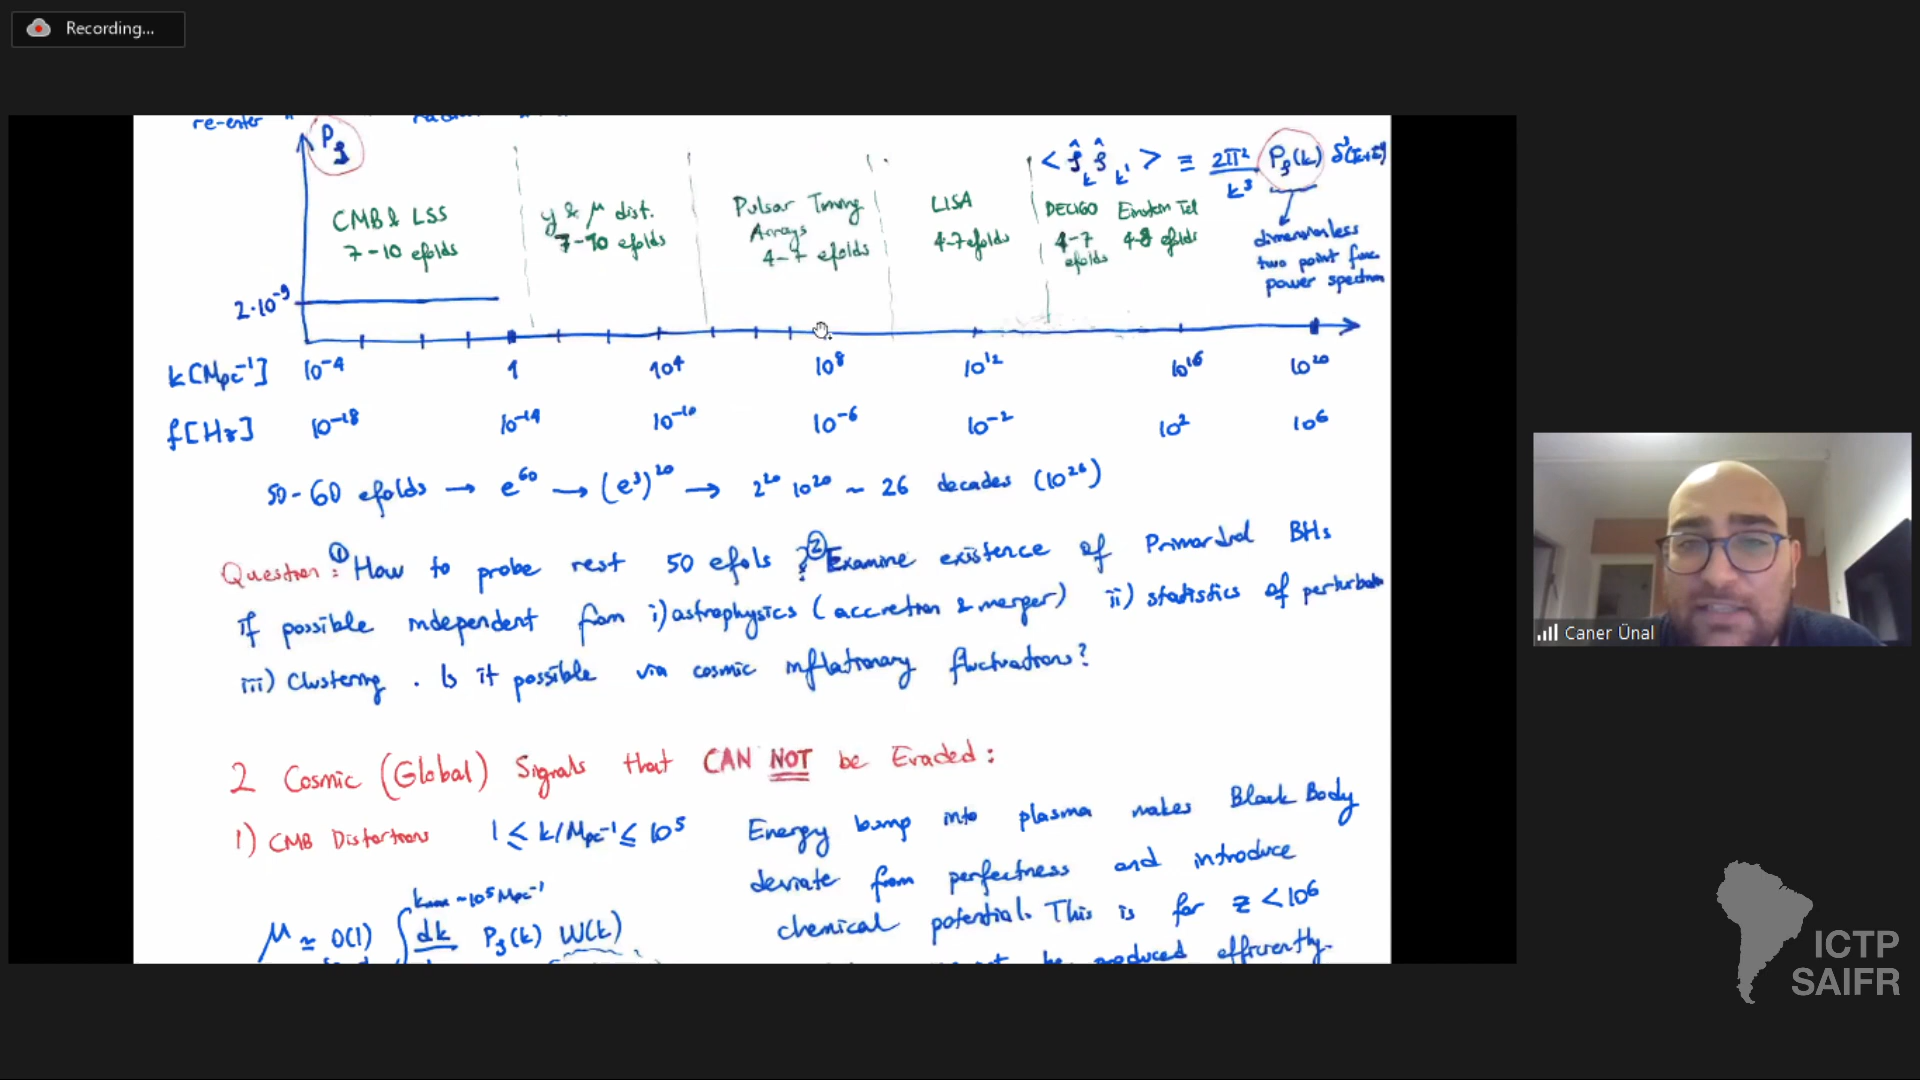 Recording...
re-enter
P_ζ
< ζ̂_k ζ̂_k' > ≡ 2π²/k³ P_ζ(k)
CMB & LSS
7-10 efolds
y & μ dist.
7-10 efolds
Pulsar Timing
Arrays
4-7 efolds
LISA
4-7 efolds
DECIGO
4-7
efolds
Einstein Tel
4-8 efolds
dimensionless
two point func
power spectrum
2·10⁻⁹
k[Mpc⁻¹] 10⁻⁴ 1 10⁴ 10⁸ 10¹² 10¹⁶ 10²⁰
f[Hz] 10⁻¹⁸ 10⁻¹⁴ 10⁻¹⁰ 10⁻⁶ 10⁻² 10² 10⁶
50-60 efolds → e⁶⁰ → (e³)²⁰ → 2²⁰ 10²⁰ ~ 26 decades (10²⁶)
Question: ① How to probe rest 50 efols ? ② Examine existence of Primordial BHs
if possible independent from i) astrophysics (accretion & merger) ii) statistics of perturbatn
iii) Clustering. Is it possible via cosmic inflationary fluctuations?
2 Cosmic (Global) Signals that CAN NOT be Evaded:
1) CMB Distortions 1 ≤ k/Mpc⁻¹ ≤ 10⁵
Energy bump into plasma makes Black Body
deviate from perfectness and introduce
chemical potential. This is for z < 10⁶
be produced efficiently.
k_max ~ 10⁵ Mpc⁻¹
μ ≃ O(1) ∫ dk P_ζ(k) W(k)
Caner Ünal
ICTP
SAIFR